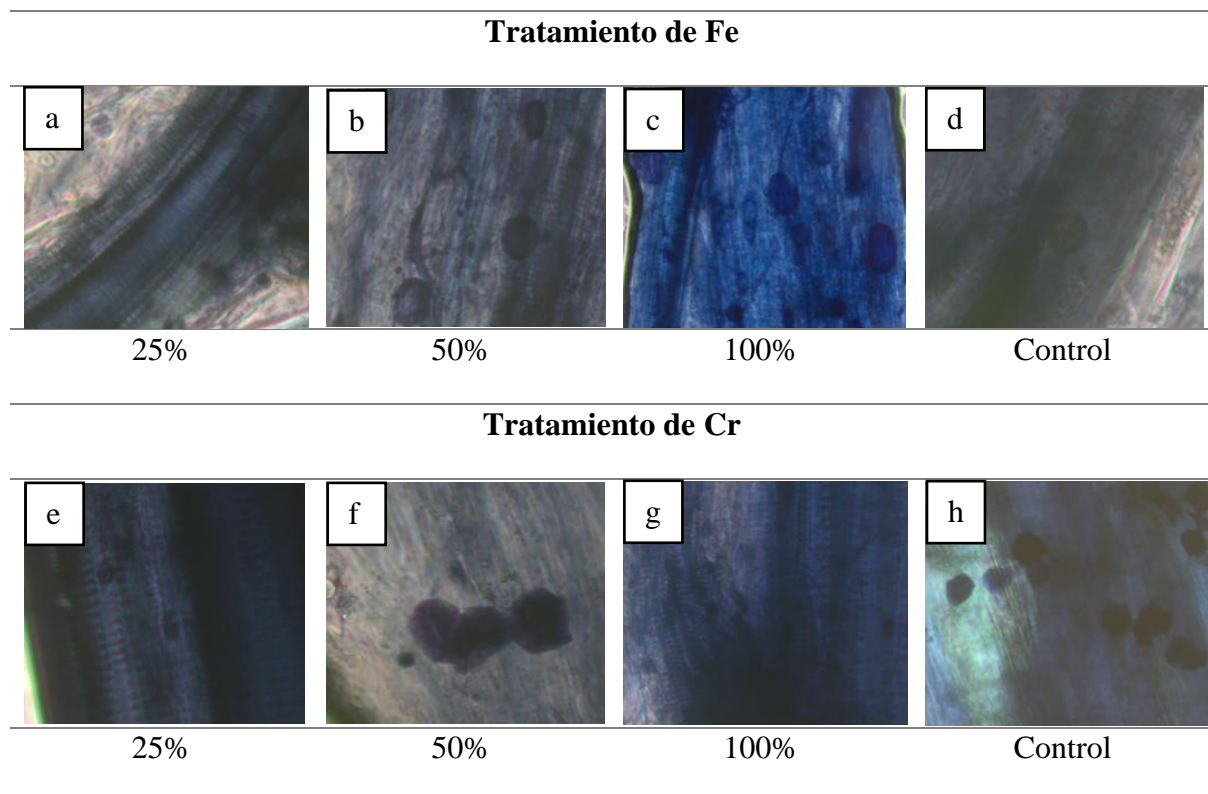 Tratamiento de Fe
a b c d
25% 50% 100% Control
Tratamiento de Cr
e f g h
25% 50% 100% Control